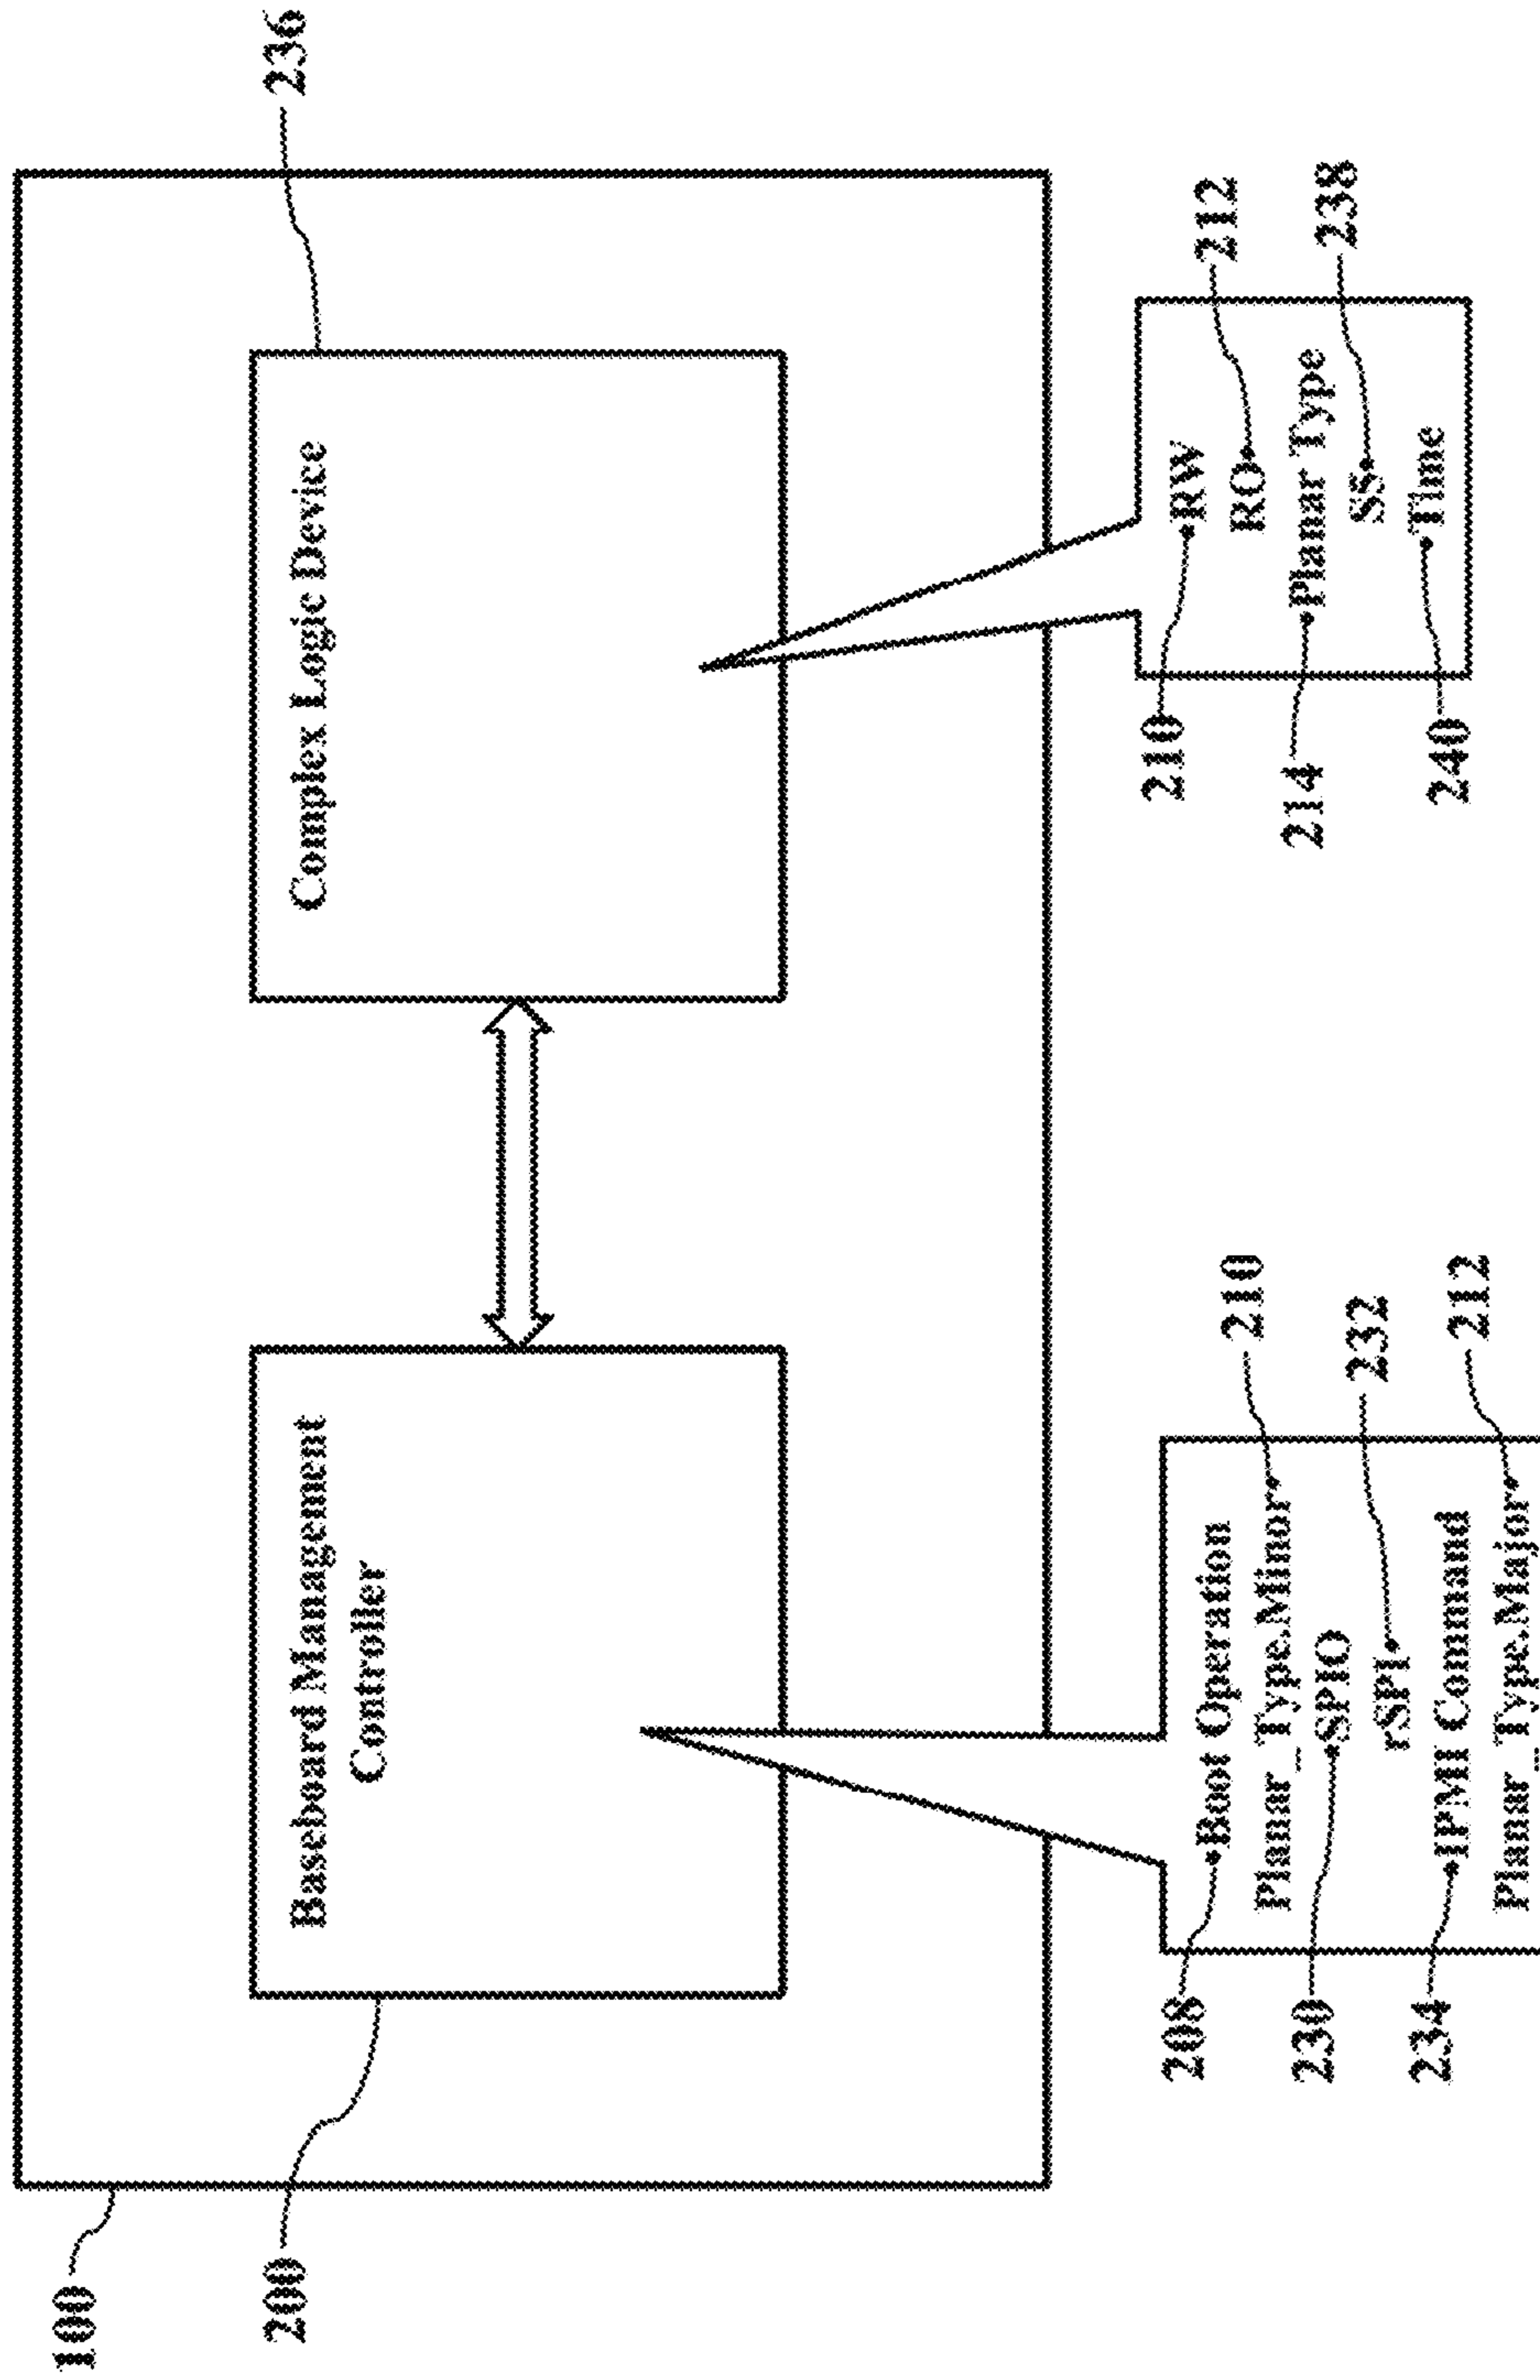 100
200
Baseboard Management
Controller
Complex Logic Device
236
208
Boot Operation
Planar_Type.Minor
210
230
SPIO
rSPI
232
234
IPMI Command
Planar_Type.Major
212
210
RW
RO
212
214
Planar Type
SS
238
240
Time